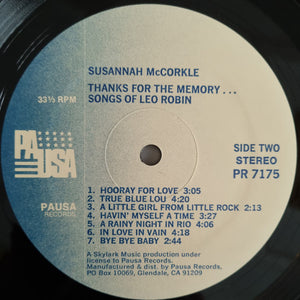 SUSANNAH McCORKLE
33⅓ RPM
THANKS FOR THE MEMORY . . .
SONGS OF LEO ROBIN
PAUSA
SIDE TWO
STEREO
PR 7175
PAUSA
RECORDS
1. HOORAY FOR LOVE 3:05
2. TRUE BLUE LOU 4:20
3. A LITTLE GIRL FROM LITTLE ROCK 2:13
4. HAVIN' MYSELF A TIME 3:27
5. A RAINY NIGHT IN RIO 4:06
6. IN LOVE IN VAIN 4:18
7. BYE BYE BABY 2:44
A Skylark Music production under
license to Pausa Records.
Manufactured & dist. by Pausa Records.
PO Box 10069, Glendale, CA 91209